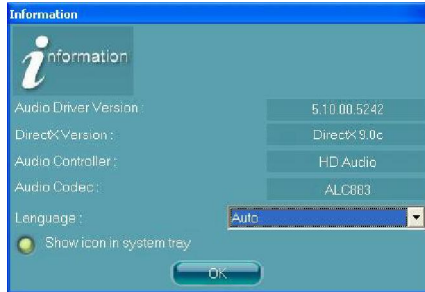 Information
information
Audio Driver Version : 5.10.00.5242
DirectX Version : DirectX 9.0c
Audio Controller : HD Audio
Audio Codec : ALC883
Language : Auto
Show icon in system tray
OK